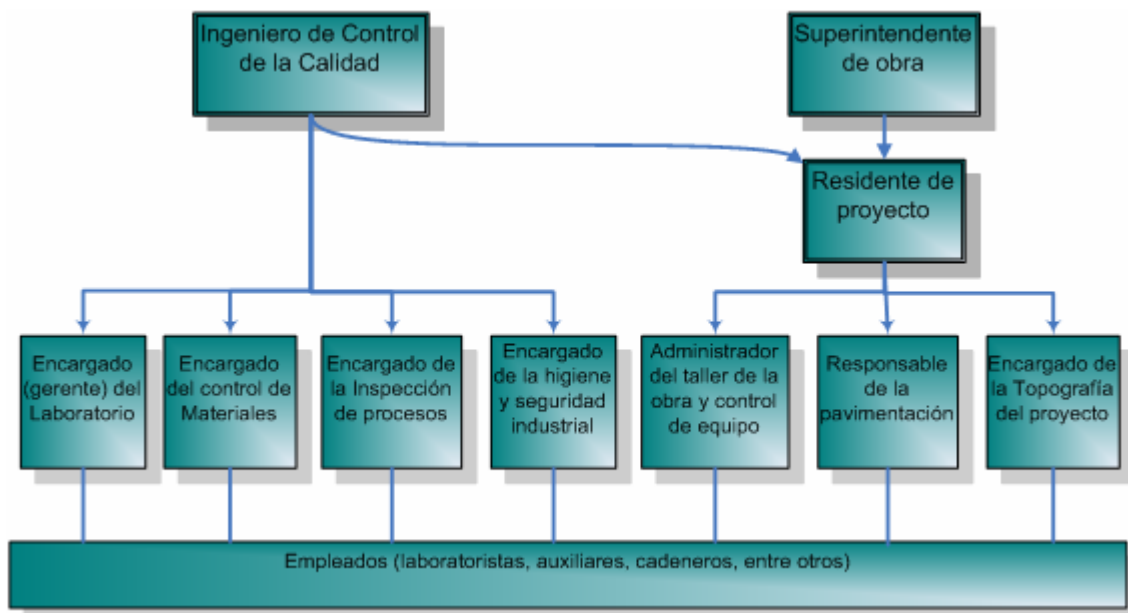 Ingeniero de Control
de la Calidad
Superintendente
de obra
Residente de
proyecto
Encargado
(gerente) del
Laboratorio
Encargado
del control de
Materiales
Encargado de
la Inspección
de procesos
Encargado
de la higiene
y seguridad
industrial
Administrador
del taller de la
obra y control
de equipo
Responsable
de la
pavimentación
Encargado de
la Topografía
del proyecto
Empleados (laboratoristas, auxiliares, cadeneros, entre otros)